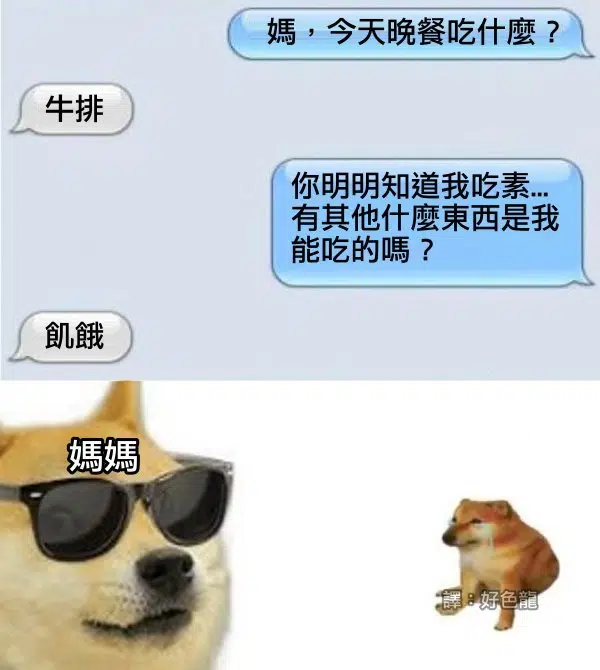 媽，今天晚餐吃什麼？
牛排
你明明知道我吃素...
有其他什麼東西是我
能吃的嗎？
飢餓
媽媽
譯：好色龍